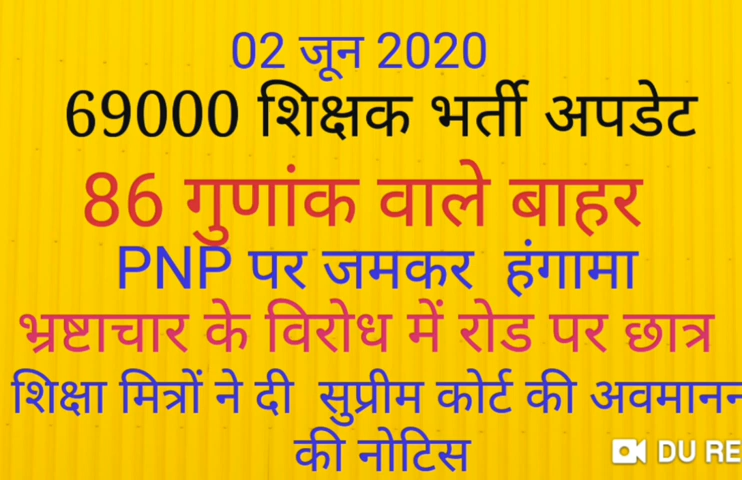 02 जून 2020
69000 शिक्षक भर्ती अपडेट
86 गुणांक वाले बाहर
PNP पर जमकर हंगामा
भ्रष्टाचार के विरोध में रोड पर छात्र
शिक्षा मित्रों ने दी सुप्रीम कोर्ट की अवमानन
की नोटिस
DU RE